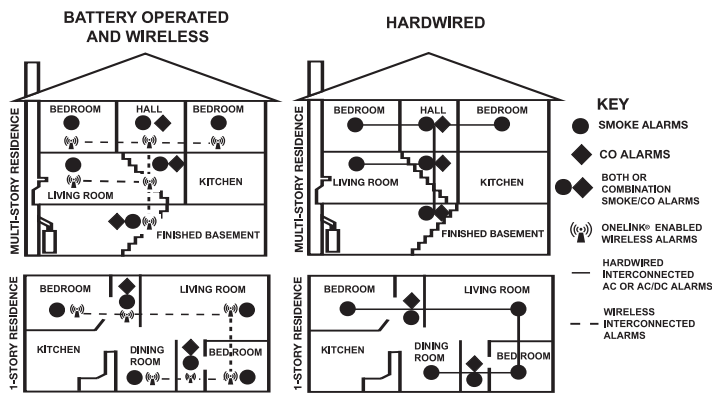 BATTERY OPERATED
AND WIRELESS
HARDWIRED
MULTI-STORY RESIDENCE
BEDROOM
HALL
BEDROOM
LIVING ROOM
KITCHEN
FINISHED BASEMENT
MULTI-STORY RESIDENCE
BEDROOM
HALL
BEDROOM
LIVING ROOM
KITCHEN
FINISHED BASEMENT
1-STORY RESIDENCE
BEDROOM
LIVING ROOM
KITCHEN
DINING
ROOM
BEDROOM
1-STORY RESIDENCE
BEDROOM
LIVING ROOM
KITCHEN
DINING
ROOM
BEDROOM
KEY
SMOKE ALARMS
CO ALARMS
BOTH OR
COMBINATION
SMOKE/CO ALARMS
ONELINK® ENABLED
WIRELESS ALARMS
HARDWIRED
INTERCONNECTED
AC OR AC/DC ALARMS
WIRELESS
INTERCONNECTED
ALARMS